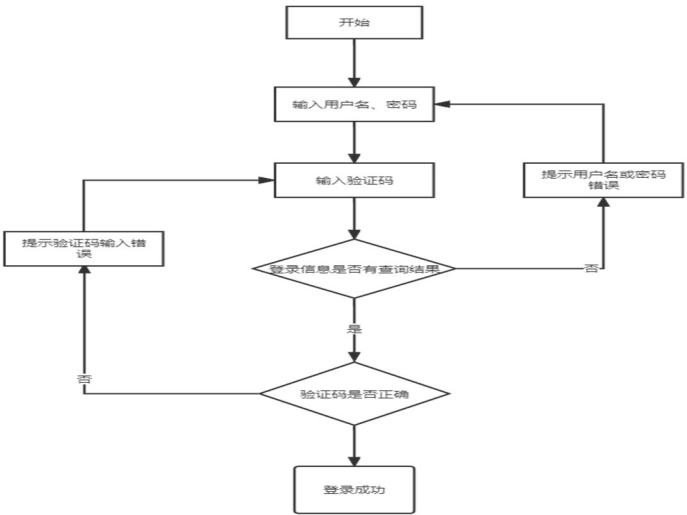 开始
输入用户名、密码
输入验证码
提示用户名或密码
错误
提示验证码输入错
误
登录信息是否有查询结果
否
是
否
验证码是否正确
登录成功